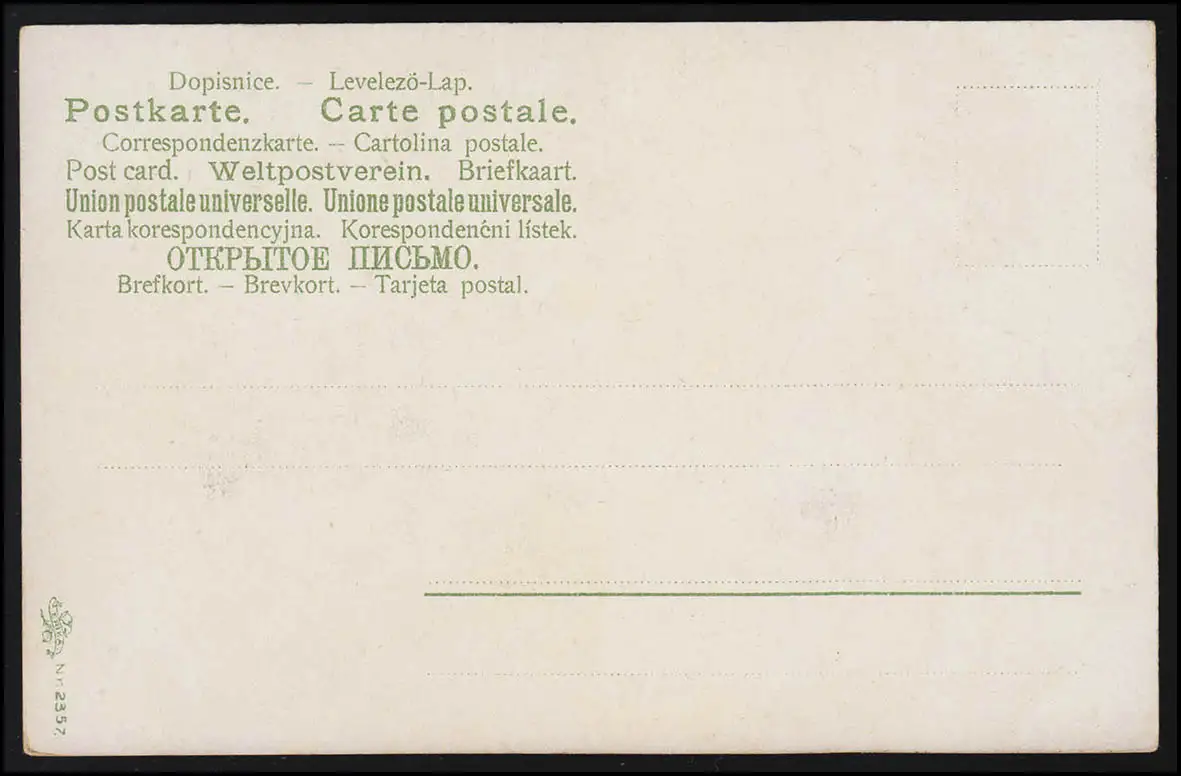 Dopisnice. — Levelezö-Lap.
Postkarte. Carte postale.
Correspondenzkarte. — Cartolina postale.
Post card. Weltpostverein. Briefkaart.
Union postale universelle. Unione postale universale.
Karta korespondencyjna. Korespondenčni lístek.
ОТКРЫТОЕ ПИСЬМО.
Brefkort. — Brevkort. — Tarjeta postal.
Nr. 2357.